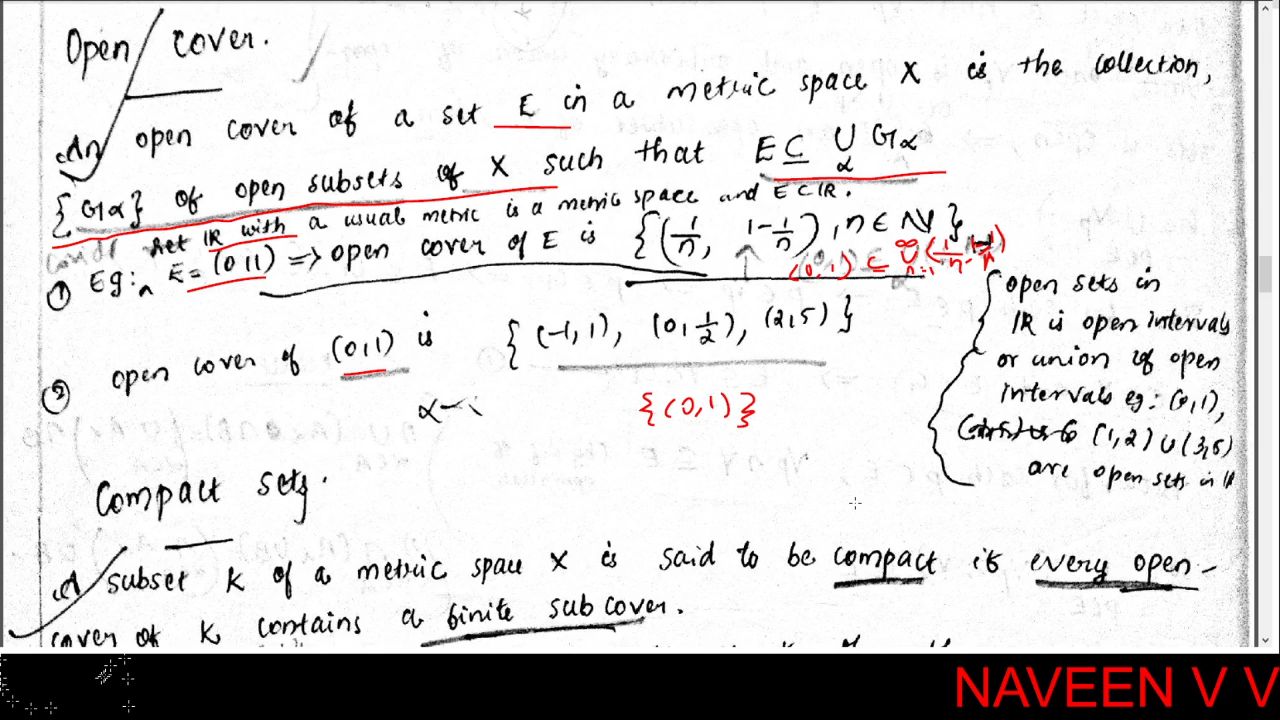 Open cover.
An open cover of a set E in a metric space X is the collection,
{Gα} of open subsets of X such that E ⊆ ∪ Gα
α
Set IR with a usual metric is a metric space and E ⊂ IR.
① Eg: E = (0,1) => open cover of E is {(1/n, 1-1/n), n ∈ N}
(0,1) ⊂ ∞ ∪ n=1
② open cover of (0,1) is {(-1,1), (0,1/2), (2,5)}
{(0,1)}
open sets in
IR is open intervals
or union of open
intervals eg: (0,1),
(1,2) ∪ (3,5)
are open sets in IR
Compact sets.
A subset K of a metric space X is said to be compact if every open-
cover of K contains a finite subcover.
NAVEEN V V